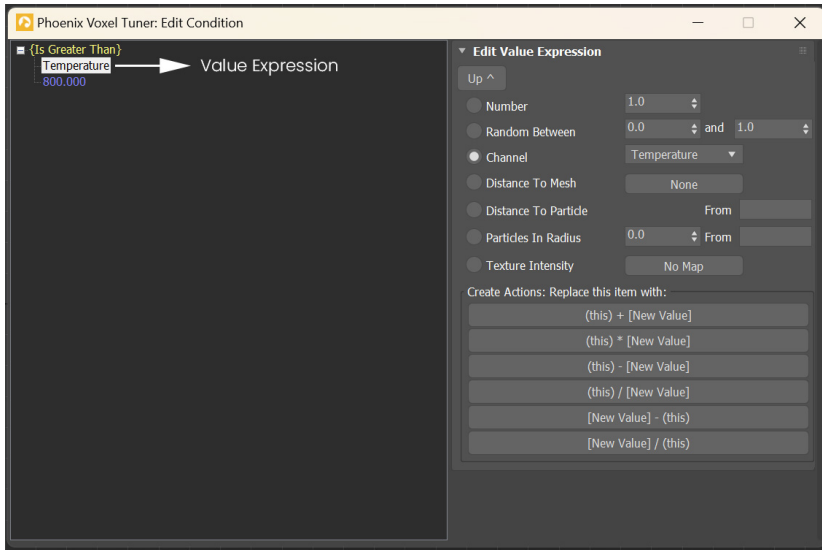 Phoenix Voxel Tuner: Edit Condition
{Is Greater Than}
Temperature
Value Expression
800.000
Edit Value Expression
Up ^
Number 1.0
Random Between 0.0 and 1.0
Channel Temperature
Distance To Mesh None
Distance To Particle From
Particles In Radius 0.0 From
Texture Intensity No Map
Create Actions: Replace this item with:
(this) + [New Value]
(this) * [New Value]
(this) - [New Value]
(this) / [New Value]
[New Value] - (this)
[New Value] / (this)